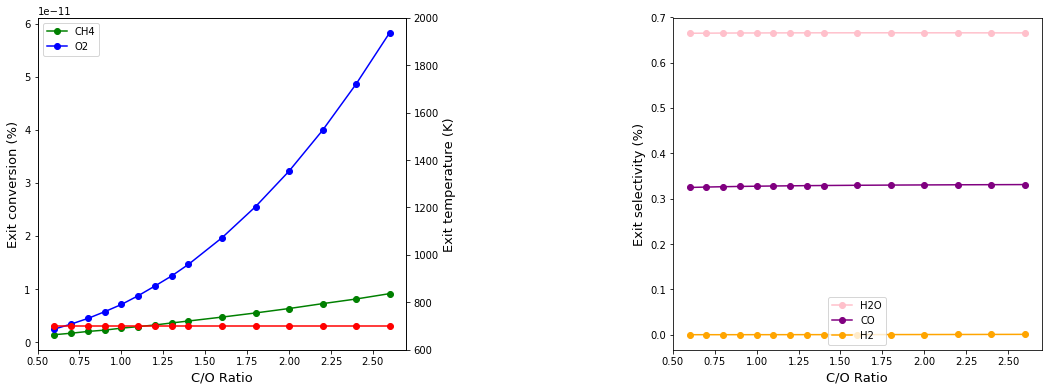 1e−11
CH4
O2
6
5
4
3
2
1
0
Exit conversion (%)
2000
1800
1600
1400
1200
1000
800
600
Exit temperature (K)
0.50 0.75 1.00 1.25 1.50 1.75 2.00 2.25 2.50
C/O Ratio
0.7
0.6
0.5
0.4
0.3
0.2
0.1
0.0
Exit selectivity (%)
H2O
CO
H2
0.50 0.75 1.00 1.25 1.50 1.75 2.00 2.25 2.50
C/O Ratio